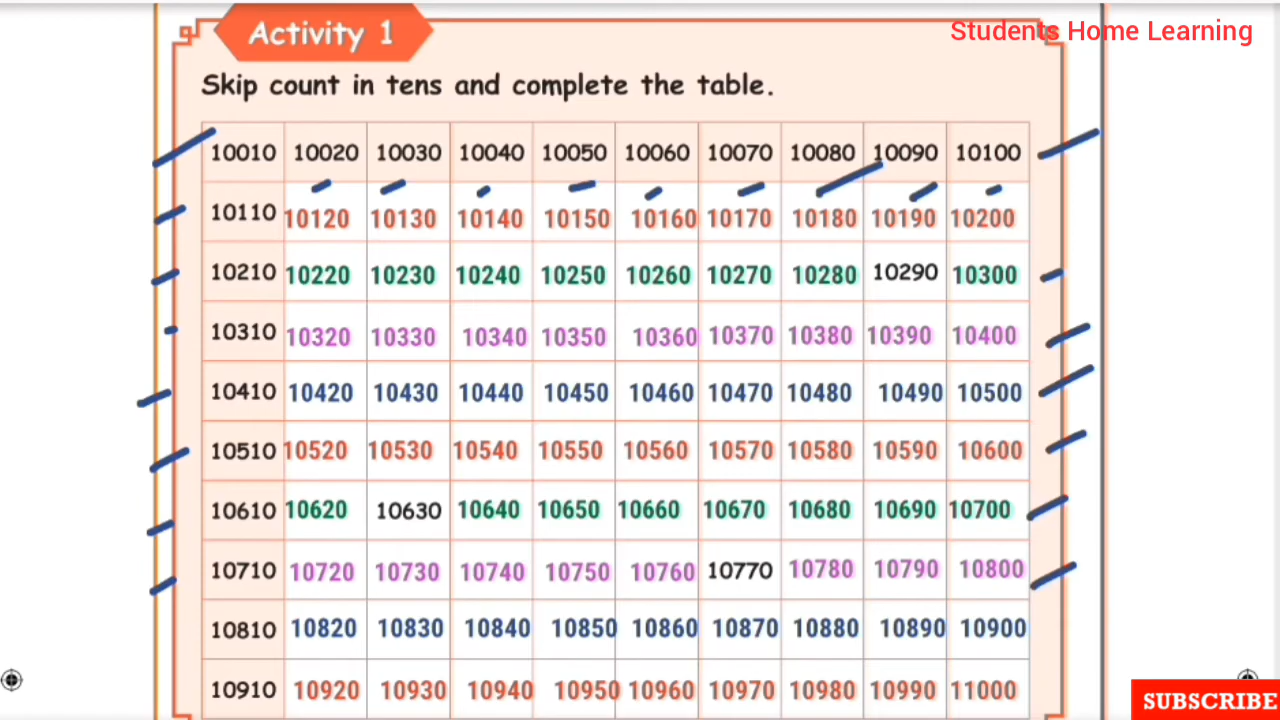 Activity 1
Students Home Learning
Skip count in tens and complete the table.
10010 10020 10030 10040 10050 10060 10070 10080 10090 10100
10110 10120 10130 10140 10150 10160 10170 10180 10190 10200
10210 10220 10230 10240 10250 10260 10270 10280 10290 10300
10310 10320 10330 10340 10350 10360 10370 10380 10390 10400
10410 10420 10430 10440 10450 10460 10470 10480 10490 10500
10510 10520 10530 10540 10550 10560 10570 10580 10590 10600
10610 10620 10630 10640 10650 10660 10670 10680 10690 10700
10710 10720 10730 10740 10750 10760 10770 10780 10790 10800
10810 10820 10830 10840 10850 10860 10870 10880 10890 10900
10910 10920 10930 10940 10950 10960 10970 10980 10990 11000
SUBSCRIBE